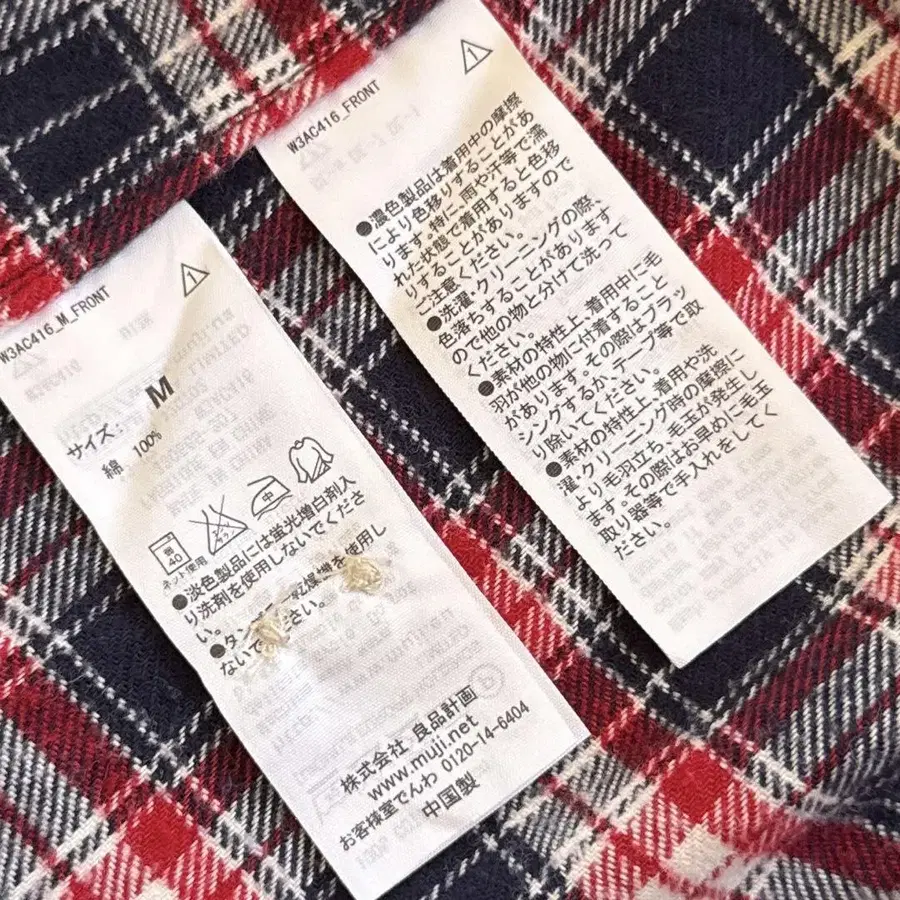 W3AC416_M_FRONT
1
サイズ: M
綿 100%
40
ネット使用
エンソ
中
●淡色製品には蛍光増白剤入
り洗剤を使用しないでくださ
い。
ないでください。
株式会社 良品計画
www.muji.net
お客様室でんわ 0120-14-6404
中国製
W3AC416_FRONT
1
●濃色製品は着用中の摩擦
により色移りすることがあ
ります。特に、雨や汗等で濡
れた状態で着用すると色移
りすることがありますので
ご注意ください。
●洗濯・クリーニングの際、
色落ちすることがあります
ので他の物と分けて洗って
ください。
●素材の特性上、着用中に毛
羽が他の物に付着すること
があります。その際はブラッ
シングするか、テープ等で取
り除いてください。
●素材の特性上、着用や洗
濯・クリーニング時の摩擦に
より毛羽立ち、毛玉が発生し
ます。その際はお早めに毛玉
取り器等で手入れをしてく
ださい。